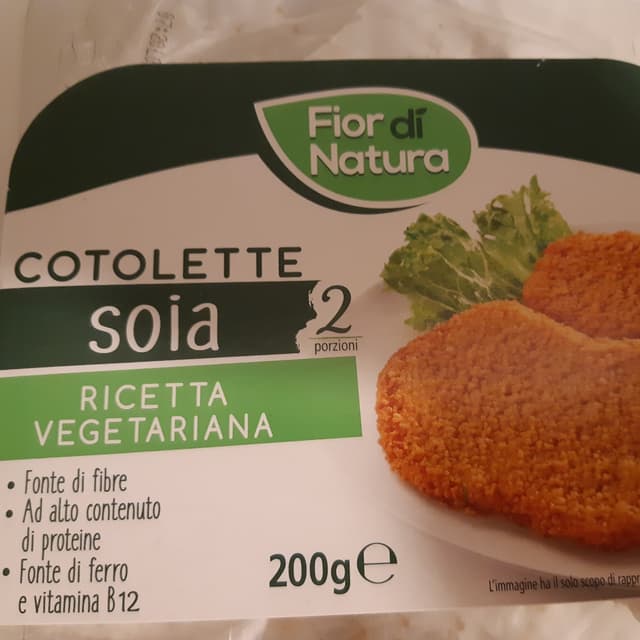 Fior di
Natura
COTOLETTE
soia
2
porzioni
RICETTA
VEGETARIANA
• Fonte di fibre
• Ad alto contenuto
di proteine
• Fonte di ferro
e vitamina B12
200g ℮
L'immagine ha il solo scopo di